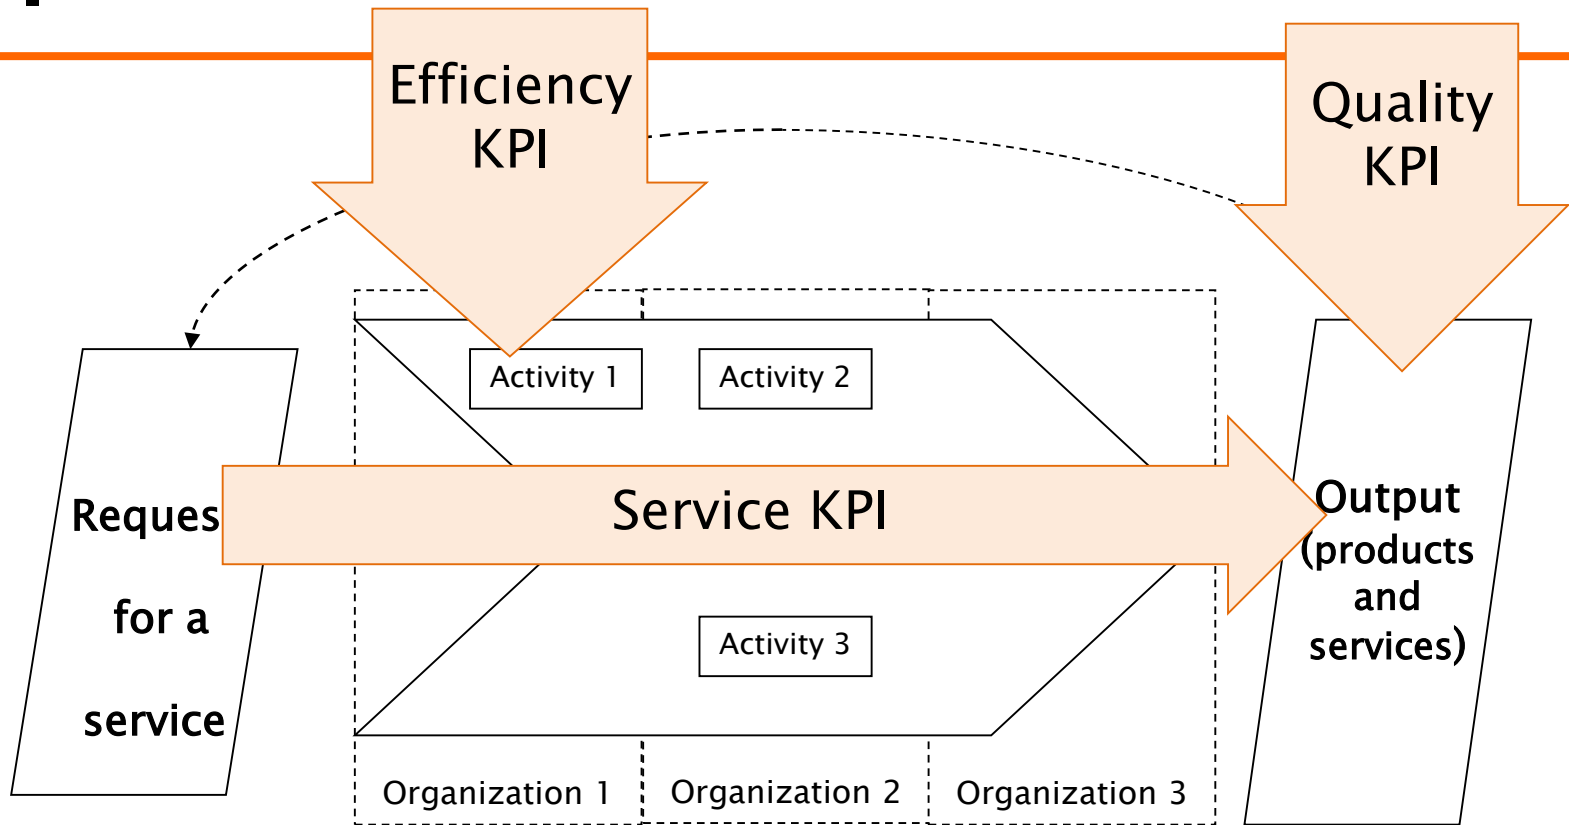 Efficiency
KPI
Quality
KPI
Activity 1
Activity 2
Reques
for a
service
Service KPI
Output
(products
and
services)
Activity 3
Organization 1
Organization 2
Organization 3